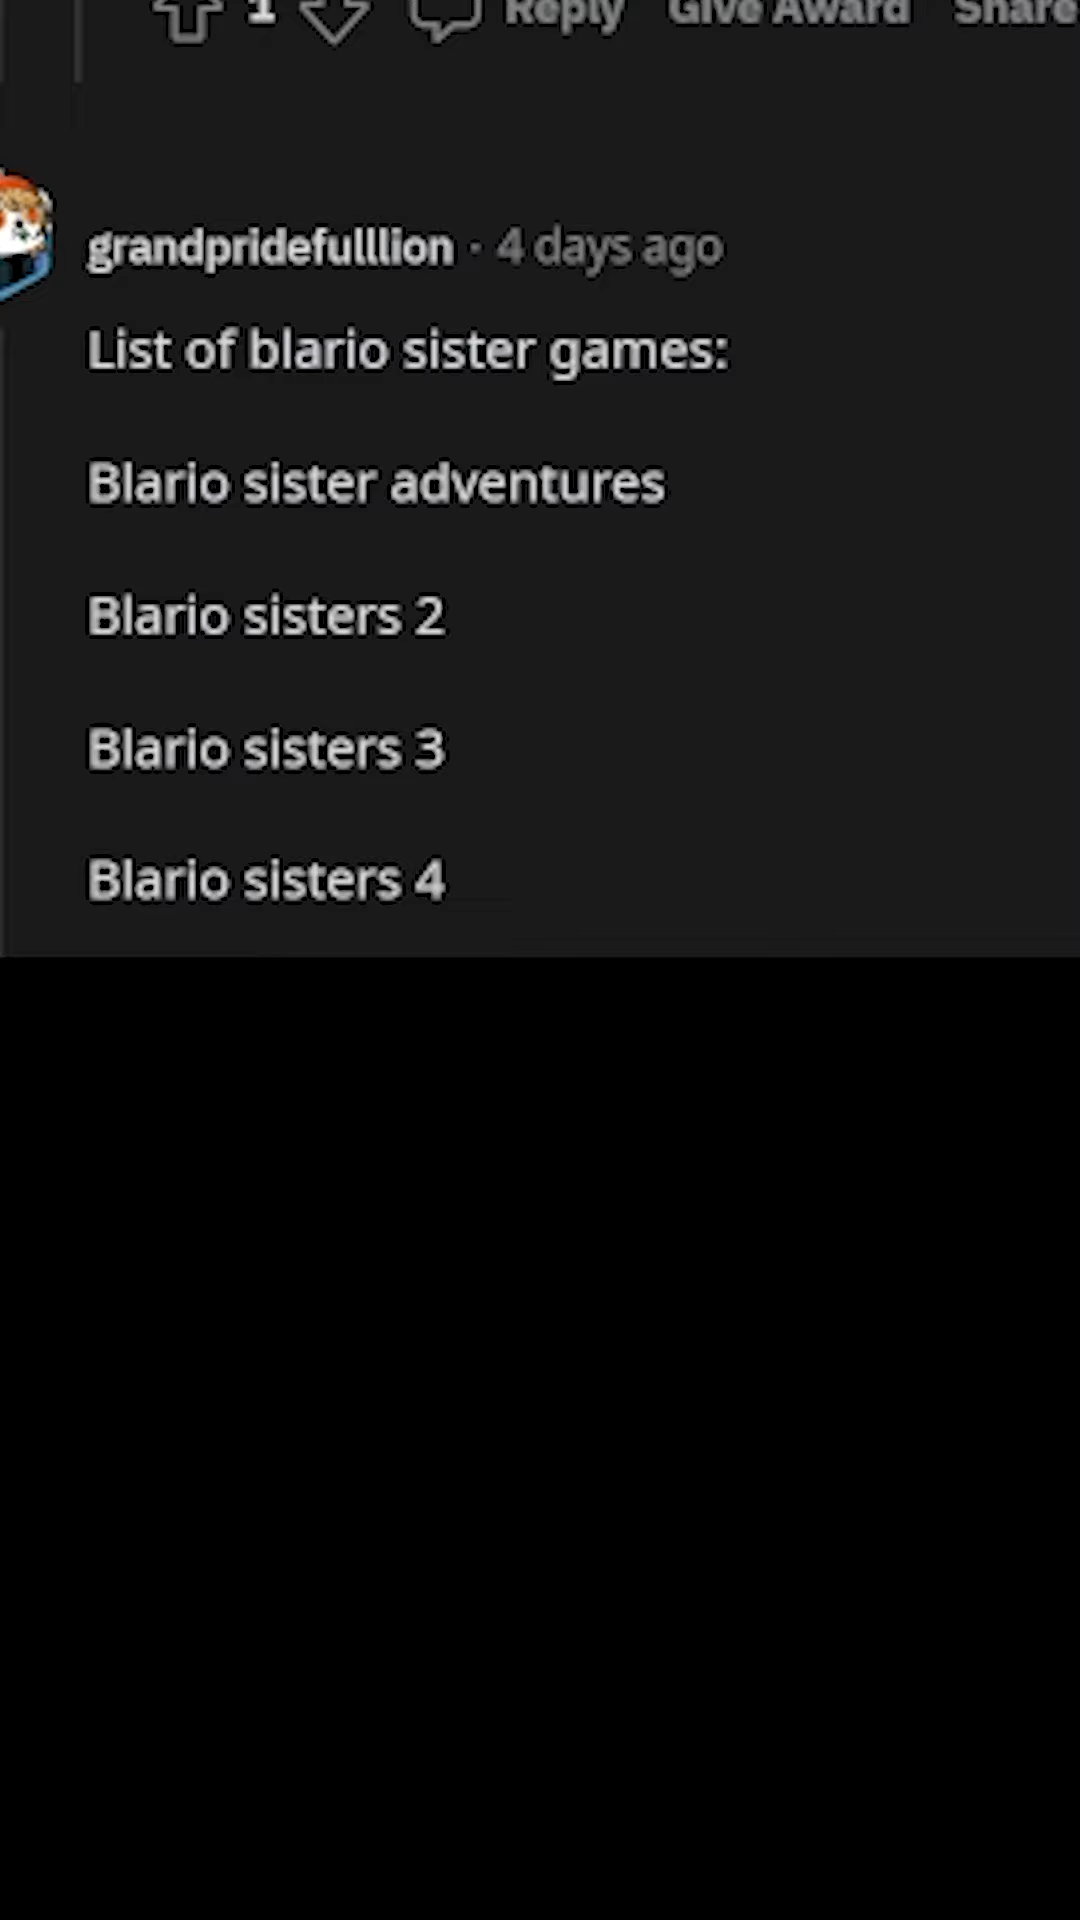 1 Reply Give Award Share
grandpridefulllion · 4 days ago
List of blario sister games:
Blario sister adventures
Blario sisters 2
Blario sisters 3
Blario sisters 4